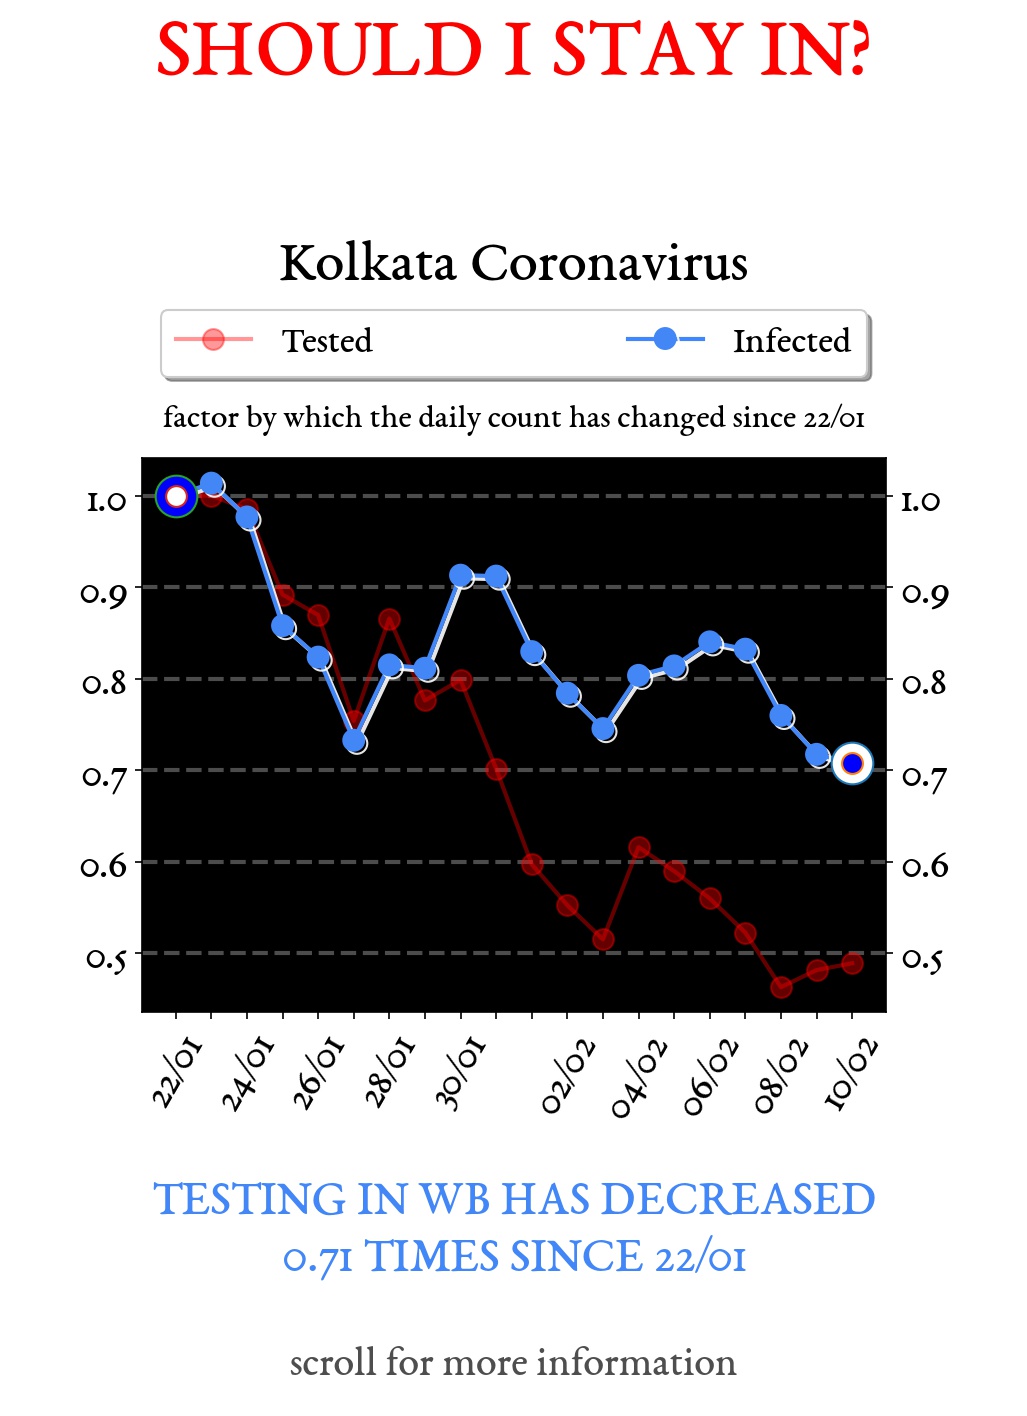 SHOULD I STAY IN?
Kolkata Coronavirus
Tested Infected
factor by which the daily count has changed since 22/01
1.0 1.0
0.9 0.9
0.8 0.8
0.7 0.7
0.6 0.6
0.5 0.5
22/01 24/01 26/01 28/01 30/01 02/02 04/02 06/02 08/02 10/02
TESTING IN WB HAS DECREASED
0.71 TIMES SINCE 22/01
scroll for more information